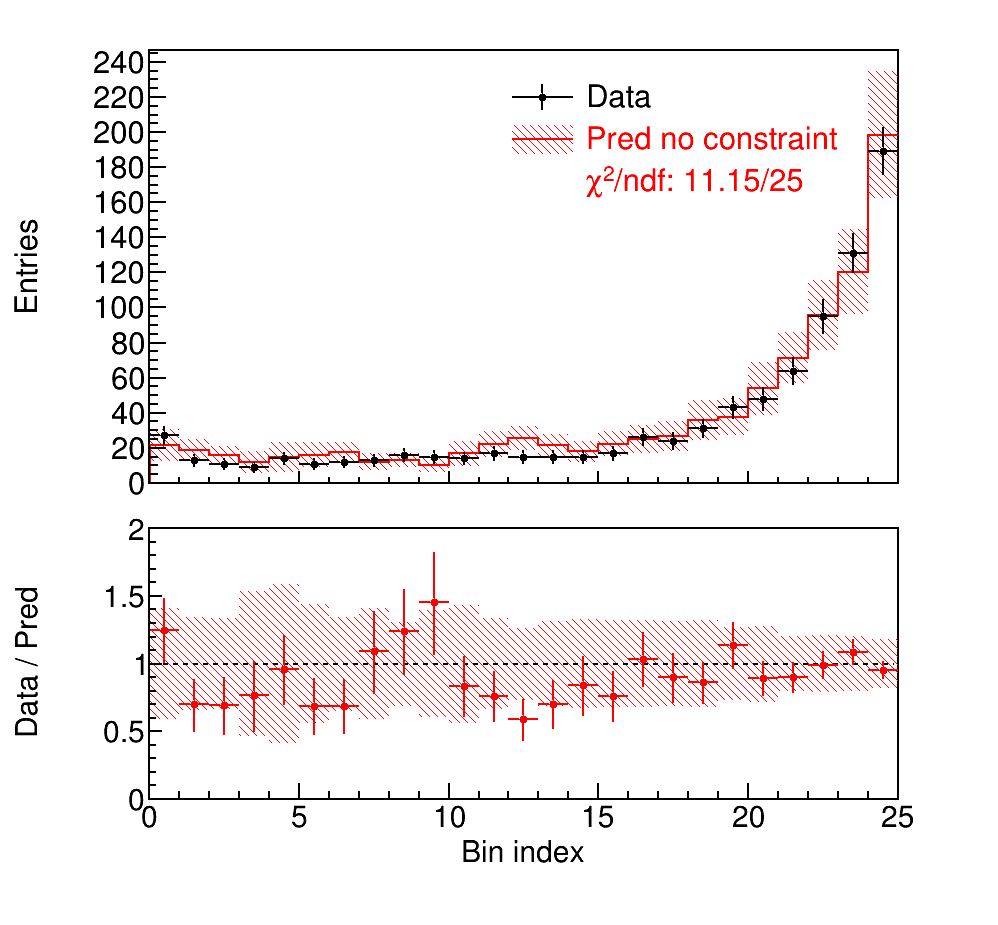 240
220
200
180
160
140
120
100
80
60
40
20
0
Entries
Data
Pred no constraint
χ²/ndf: 11.15/25
2
1.5
1
0.5
0
Data / Pred
0 5 10 15 20 25
Bin index